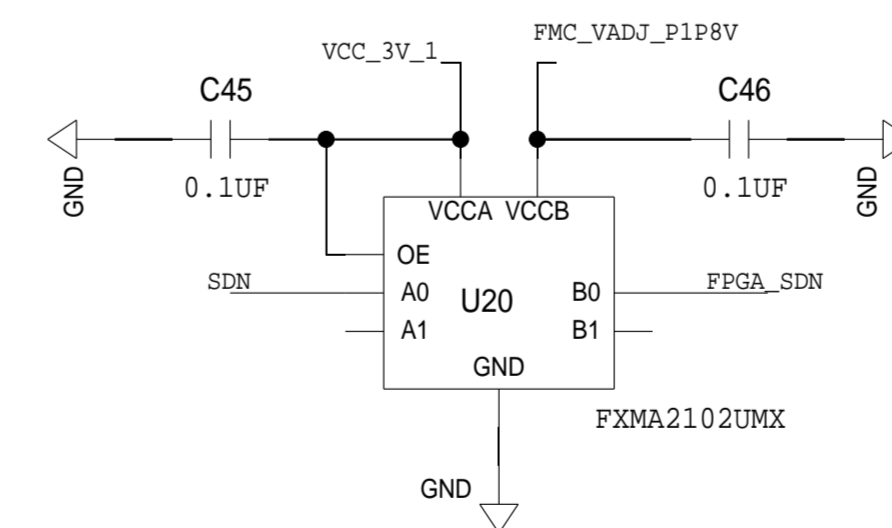 FMC_VADJ_P1P8V
VCC_3V_1
C45
C46
GND
0.1UF
0.1UF
GND
VCCA VCCB
OE
SDN
A0
U20
B0
FPGA_SDN
A1
B1
GND
FXMA2102UMX
GND